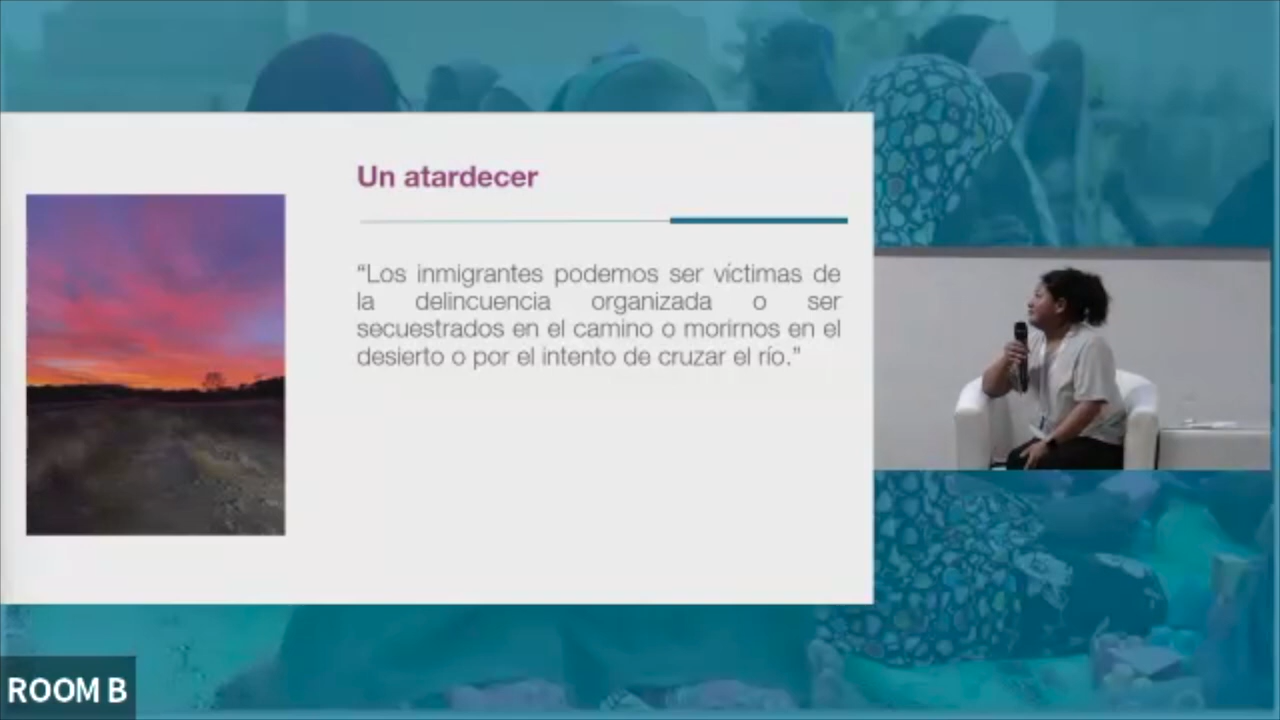 Un atardecer
“Los inmigrantes podemos ser víctimas de
la delincuencia organizada o ser
secuestrados en el camino o morirnos en el
desierto o por el intento de cruzar el río.”
ROOM B